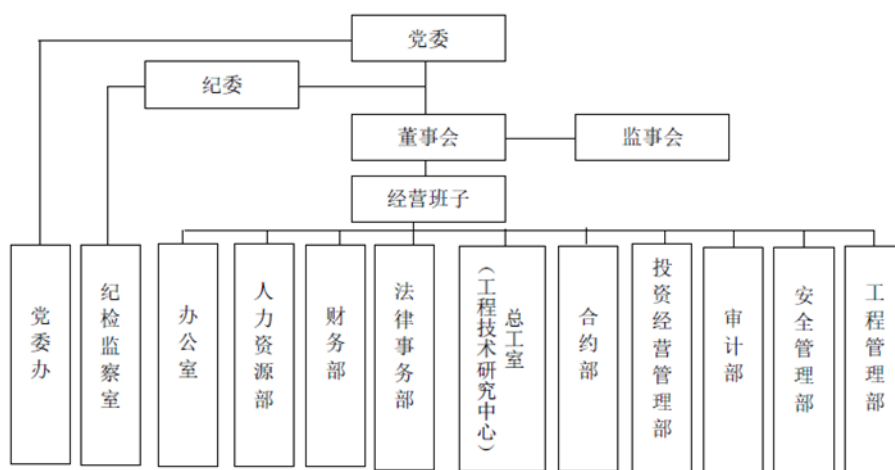 党委
纪委
董事会
监事会
经营班子
党委办
纪检监察室
办公室
人力资源部
财务部
法律事务部
总工室
（工程技术研究中心）
合约部
投资经营管理部
审计部
安全管理部
工程管理部